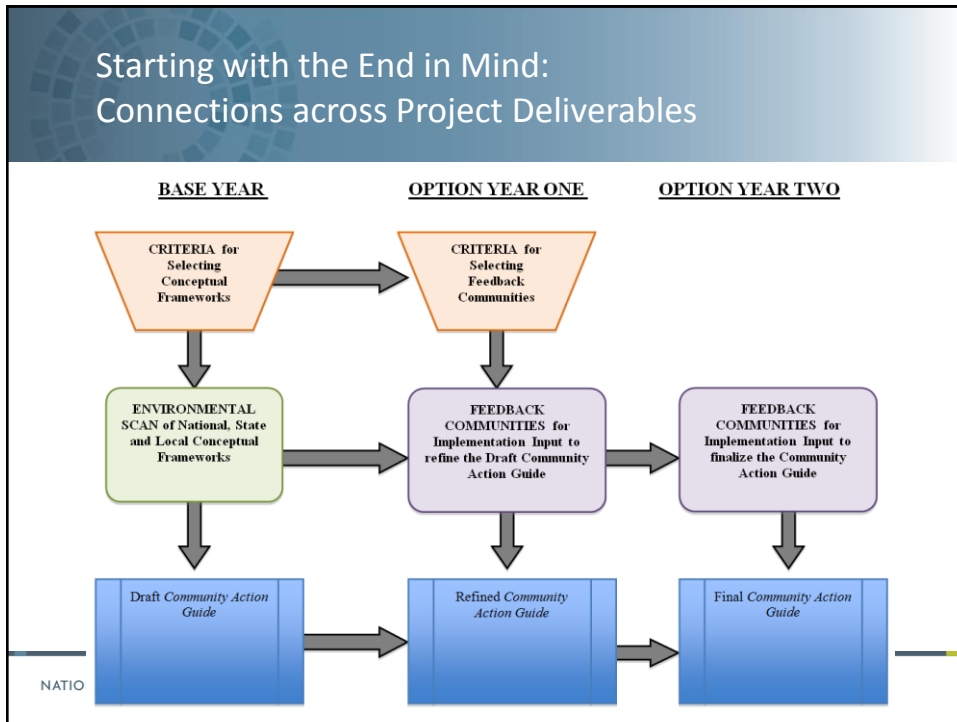 Starting with the End in Mind:
Connections across Project Deliverables
BASE YEAR
OPTION YEAR ONE
OPTION YEAR TWO
CRITERIA for
Selecting
Conceptual
Frameworks
CRITERIA for
Selecting
Feedback
Communities
ENVIRONMENTAL
SCAN of National, State
and Local Conceptual
Frameworks
FEEDBACK
COMMUNITIES for
Implementation Input to
refine the Draft Community
Action Guide
FEEDBACK
COMMUNITIES for
Implementation Input to
finalize the Community
Action Guide
Draft Community Action
Guide
Refined Community
Action Guide
Final Community Action
Guide
NATIO